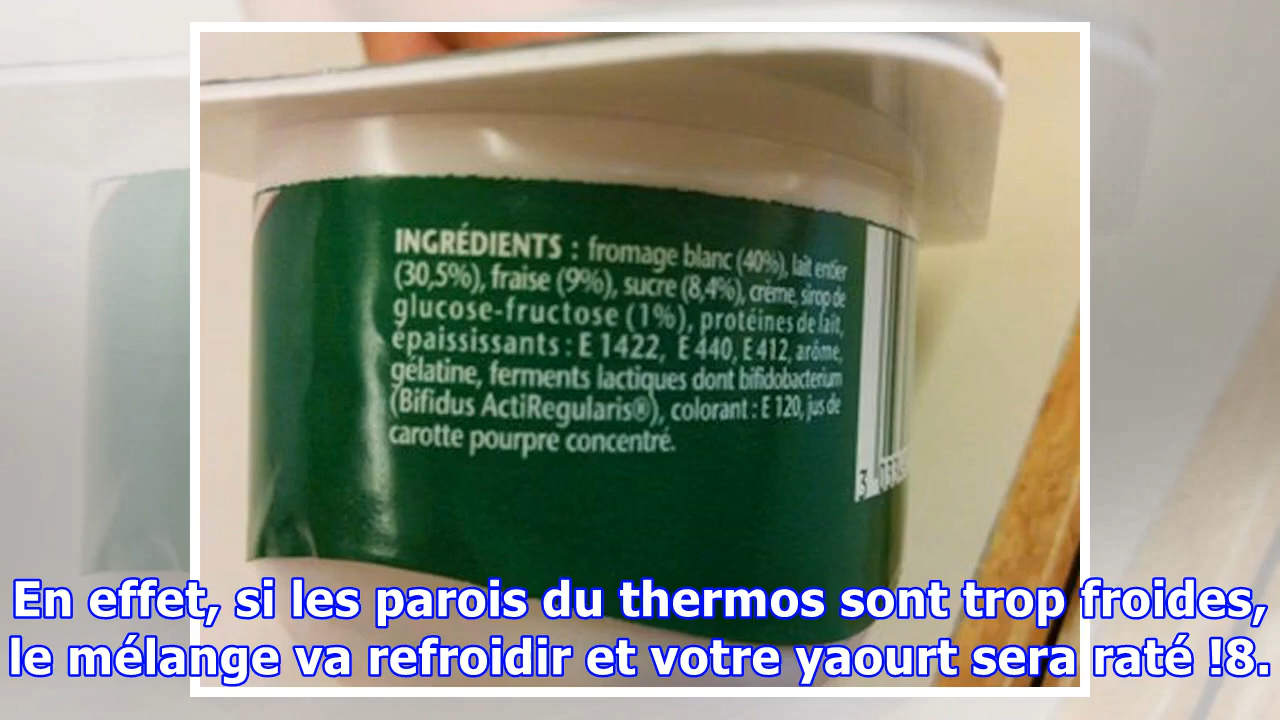 INGRÉDIENTS : fromage blanc (40%), lait entier
(30,5%), fraise (9%), sucre (8,4%), crème, sirop de
glucose-fructose (1%), protéines de lait,
épaississants : E 1422, E 440, E 412, arôme,
gélatine, ferments lactiques dont bifidobacterium
(Bifidus ActiRegularis®), colorant : E 120, jus de
carotte pourpre concentré.
En effet, si les parois du thermos sont trop froides,
le mélange va refroidir et votre yaourt sera raté !8.